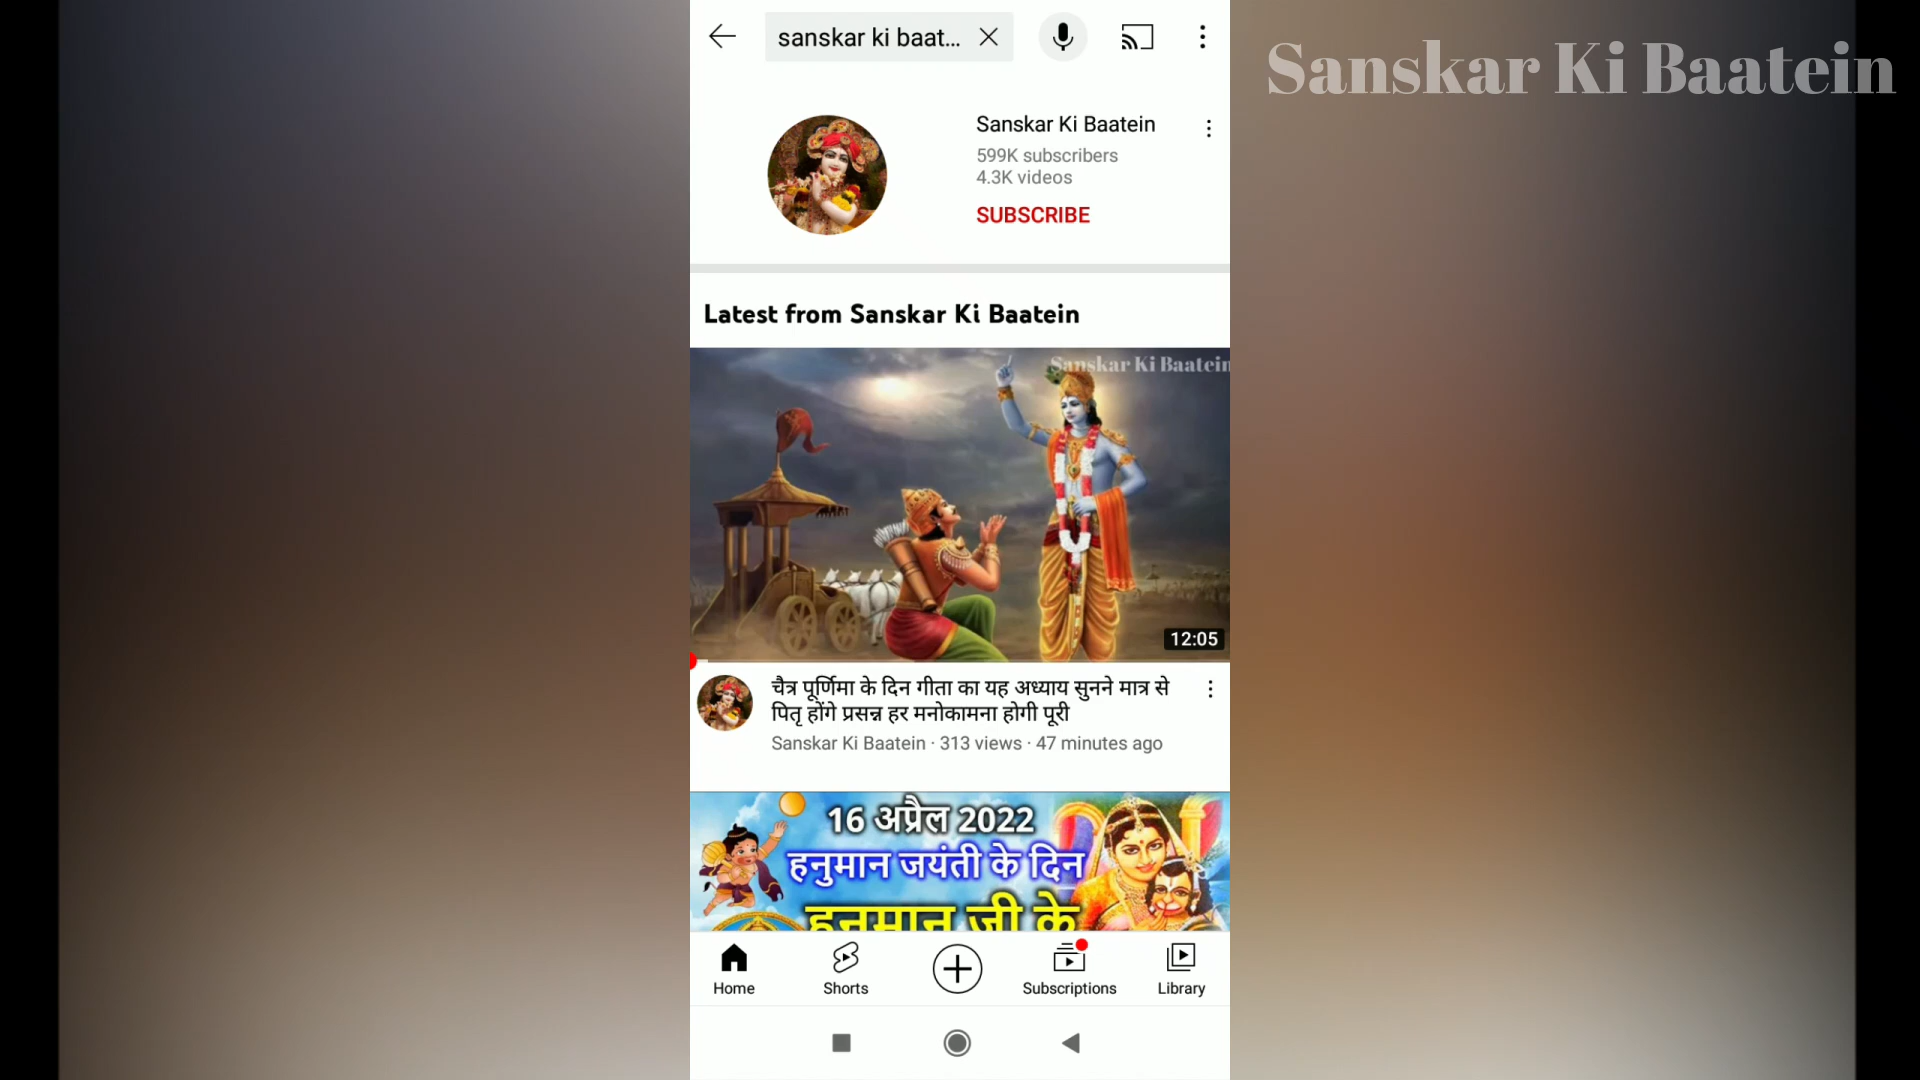 sanskar ki baat...
Sanskar Ki Baatein
Sanskar Ki Baatein
599K subscribers
4.3K videos
SUBSCRIBE
Latest from Sanskar Ki Baatein
Sanskar Ki Baatein
12:05
चैत्र पूर्णिमा के दिन गीता का यह अध्याय सुनने मात्र से
पितृ होंगे प्रसन्न हर मनोकामना होगी पूरी
Sanskar Ki Baatein · 313 views · 47 minutes ago
16 अप्रैल 2022
हनुमान जयंती के दिन
हनुमान जी के
Home
Shorts
Subscriptions
Library